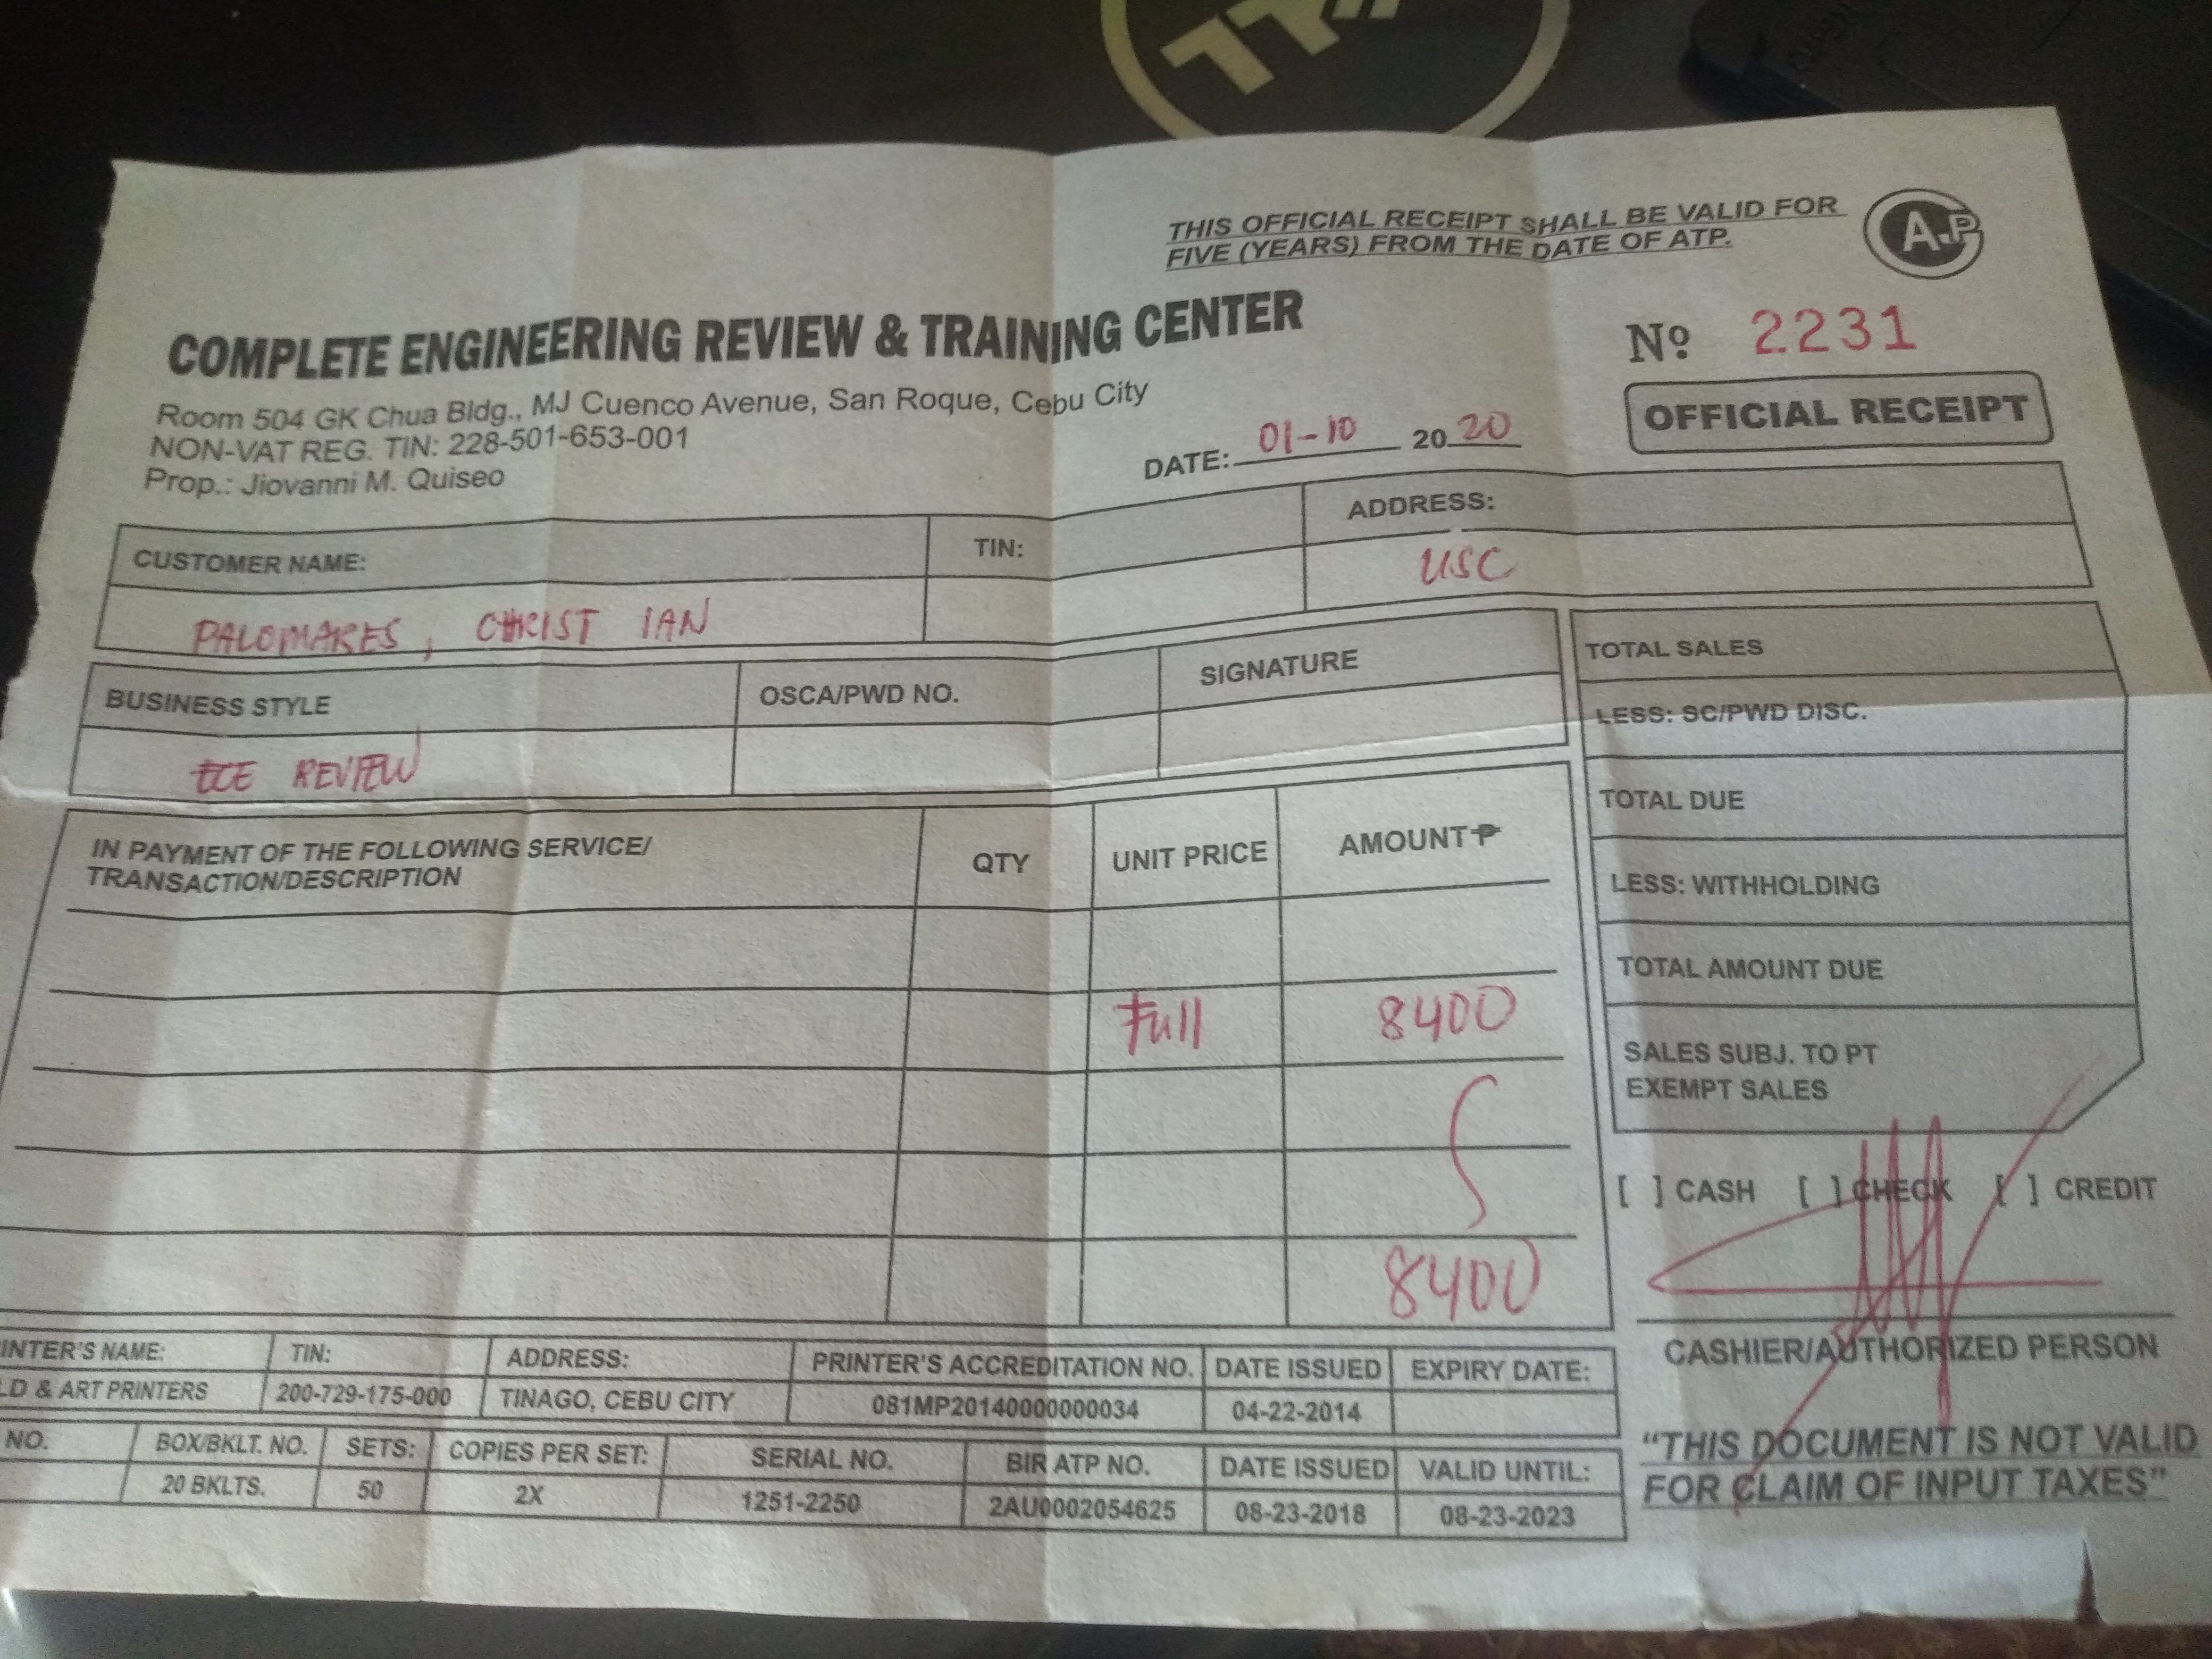 THIS OFFICIAL RECEIPT SHALL BE VALID FOR
FIVE (YEARS) FROM THE DATE OF ATP.
A.P
COMPLETE ENGINEERING REVIEW & TRAINING CENTER
Nº 2231
Room 504 GK Chua Bldg., MJ Cuenco Avenue, San Roque, Cebu City
NON-VAT REG. TIN: 228-501-653-001
Prop.: Jiovanni M. Quiseo
DATE: 01-10 2020
OFFICIAL RECEIPT
CUSTOMER NAME: TIN: ADDRESS:
PALOMARES, CHRIST IAN USC
BUSINESS STYLE OSCA/PWD NO. SIGNATURE
ECE REVIEW
TOTAL SALES
LESS: SC/PWD DISC.
TOTAL DUE
LESS: WITHHOLDING
TOTAL AMOUNT DUE
SALES SUBJ. TO PT
EXEMPT SALES
IN PAYMENT OF THE FOLLOWING SERVICE/
TRANSACTION/DESCRIPTION
QTY UNIT PRICE AMOUNT₱
Full 8400
8400
[ ] CASH [ ] CHECK [ ] CREDIT
CASHIER/AUTHORIZED PERSON
"THIS DOCUMENT IS NOT VALID
FOR CLAIM OF INPUT TAXES"
INTER'S NAME: TIN: ADDRESS: PRINTER'S ACCREDITATION NO. DATE ISSUED EXPIRY DATE:
LD & ART PRINTERS 200-729-175-000 TINAGO, CEBU CITY 081MP20140000000034 04-22-2014
NO. BOX/BKLT. NO. SETS: COPIES PER SET: SERIAL NO. BIR ATP NO. DATE ISSUED VALID UNTIL:
20 BKLTS. 50 2X 1251-2250 2AU0002054625 08-23-2018 08-23-2023